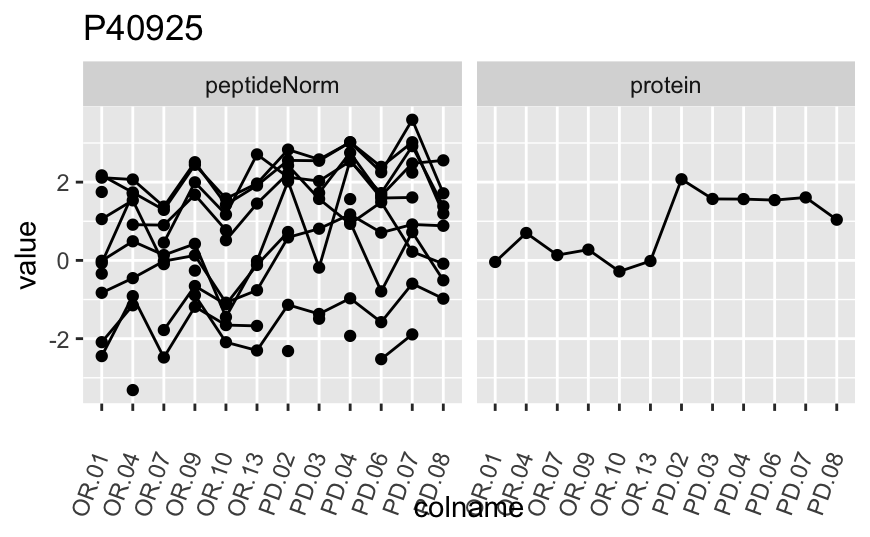 P40925
peptideNorm
protein
value
2
0
-2
OR.01
OR.04
OR.07
OR.09
OR.10
OR.13
PD.02
PD.03
PD.04
PD.06
PD.07
PD.08
OR.01
OR.04
OR.07
OR.09
OR.10
OR.13
PD.02
PD.03
PD.04
PD.06
PD.07
PD.08
colname